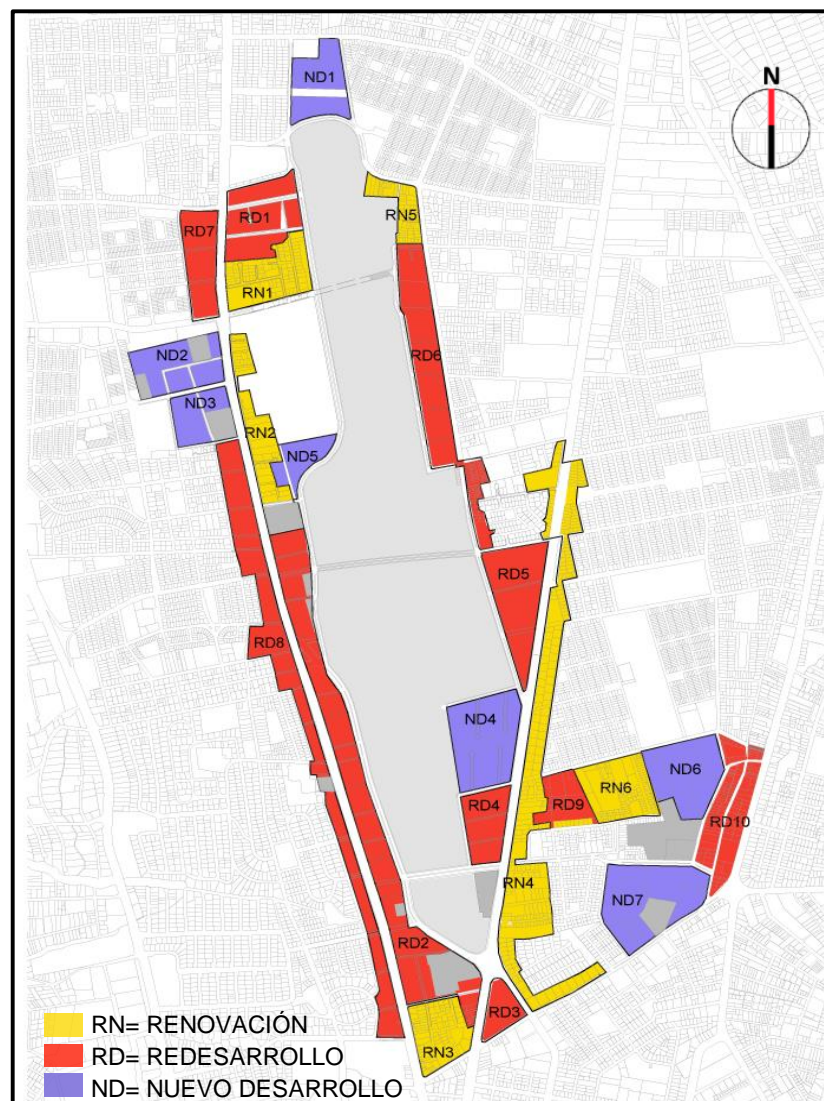 ND1
N
RN5
RD7
RD1
RN1
ND2
RD6
ND3
RN2
ND5
RD5
RD8
ND4
ND6
RD4
RD9
RN6
RD10
RN4
ND7
RD2
RD3
RN3
RN= RENOVACIÓN
RD= REDESARROLLO
ND= NUEVO DESARROLLO